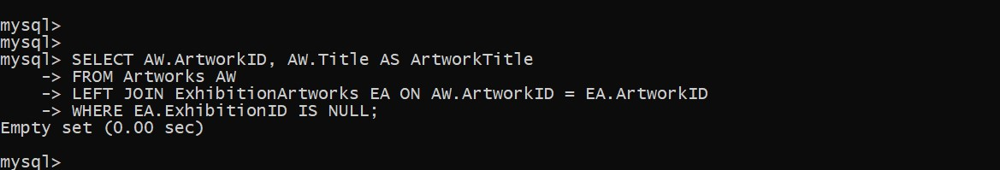 mysql>
mysql>
mysql> SELECT AW.ArtworkID, AW.Title AS ArtworkTitle
    -> FROM Artworks AW
    -> LEFT JOIN ExhibitionArtworks EA ON AW.ArtworkID = EA.ArtworkID
    -> WHERE EA.ExhibitionID IS NULL;
Empty set (0.00 sec)
mysql>